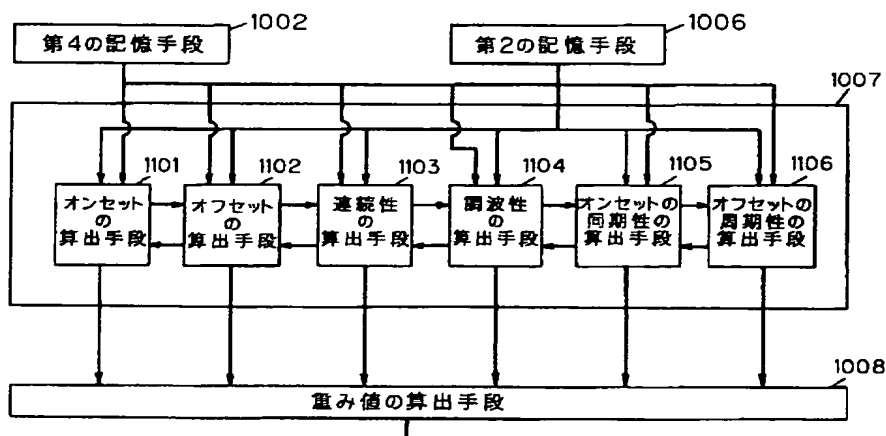 第4の記憶手段
1002
第2の記憶手段
1006
1007
1101
1102
1103
1104
1105
1106
オンセット
の
算出手段
オフセット
の
算出手段
連続性
の
算出手段
調波性
の
算出手段
オンセットの
同期性の
算出手段
オフセットの
周期性の
算出手段
1008
重み値の算出手段